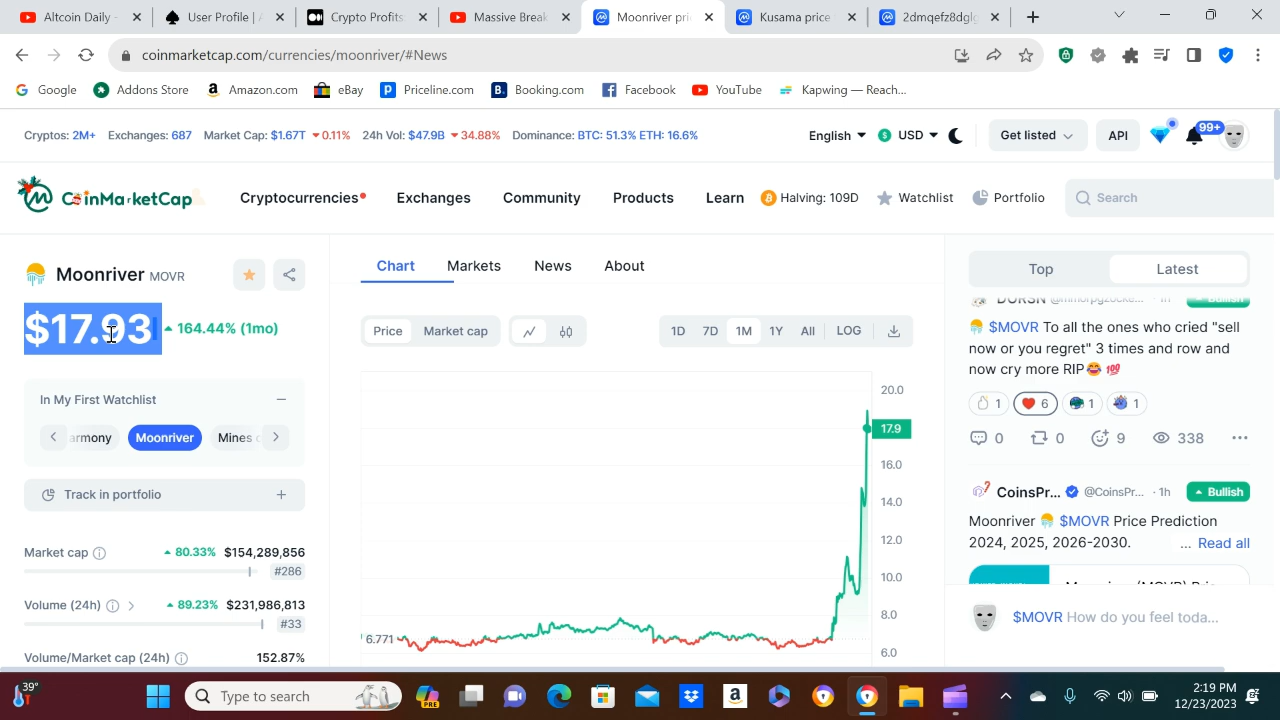 Bitcoin Daily -
User Profile | A
Crypto Profits
Massive Break
Moonriver pri
Kusama price
2dmqefz8dglg
coinmarketcap.com/currencies/moonriver/#News
Google
Addons Store
Amazon.com
eBay
Priceline.com
Booking.com
Facebook
YouTube
Kapwing — Reach...
Cryptos: 2M+ Exchanges: 687 Market Cap: $1.67T 0.11% 24h Vol: $47.9B 34.88% Dominance: BTC: 51.3% ETH: 16.6%
English
USD
Get listed
API
99+
CoinMarketCap
Cryptocurrencies
Exchanges
Community
Products
Learn
Halving: 109D
Watchlist
Portfolio
Search
Moonriver MOVR
$17.93 164.44% (1mo)
In My First Watchlist
armony
Moonriver
Mines
Track in portfolio
Market cap 80.33% $154,289,856
#286
Volume (24h) 89.23% $231,986,813
#33
Volume/Market cap (24h) 152.87%
Chart
Markets
News
About
Price
Market cap
1D
7D
1M
1Y
All
LOG
20.0
17.9
16.0
14.0
12.0
10.0
8.0
6.771
6.0
Top
Latest
$MOVR To all the ones who cried "sell
now or you regret" 3 times and row and
now cry more RIP😂 💯
1
6
1
1
0
0
9
338
CoinsPr... @CoinsPr... · 1h
Bullish
Moonriver $MOVR Price Prediction
2024, 2025, 2026-2030.
... Read all
$MOVR How do you feel toda...
39°
Type to search
PRE
2:19 PM
12/23/2023